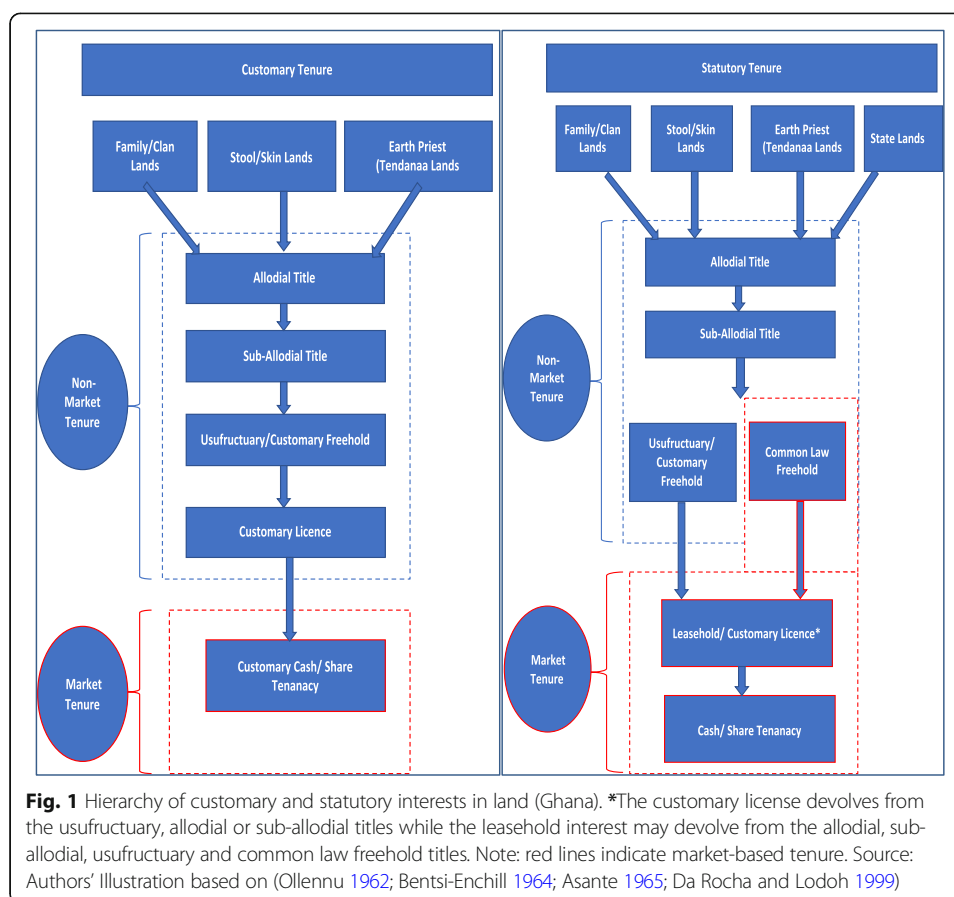 Customary Tenure
Family/Clan
Lands
Stool/Skin Lands
Earth Priest
(Tendanaa Lands
Non-
Market
Tenure
Allodial Title
Sub-Allodial Title
Usufructuary/Customary Freehold
Customary Licence
Market
Tenure
Customary Cash/ Share
Tenanacy
Statutory Tenure
Family/Clan
Lands
Stool/Skin
Lands
Earth Priest
(Tendanaa Lands
State Lands
Non-
Market
Tenure
Allodial Title
Sub-Allodial Title
Usufructuary/
Customary
Freehold
Common Law
Freehold
Market
Tenure
Leasehold/ Customary Licence*
Cash/ Share Tenanacy
Fig. 1 Hierarchy of customary and statutory interests in land (Ghana). *The customary license devolves from
the usufructuary, allodial or sub-allodial titles while the leasehold interest may devolve from the allodial, sub-
allodial, usufructuary and common law freehold titles. Note: red lines indicate market-based tenure. Source:
Authors' Illustration based on (Ollennu 1962; Bentsi-Enchill 1964; Asante 1965; Da Rocha and Lodoh 1999)